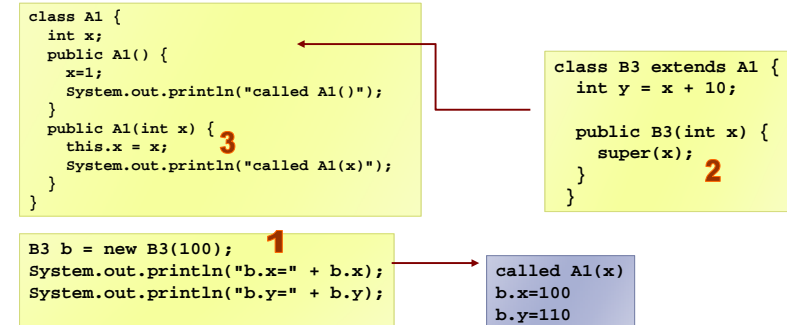 class A1 {
int x;
public A1() {
x=1;
System.out.println("called A1()");
}
public A1(int x) {
3
this.x = x;
System.out.println("called A1(x)");
}
}
class B3 extends A1 {
int y = x + 10;
public B3(int x) {
super(x);
2
}
}
1
B3 b = new B3(100);
System.out.println("b.x=" + b.x);
System.out.println("b.y=" + b.y);
called A1(x)
b.x=100
b.y=110